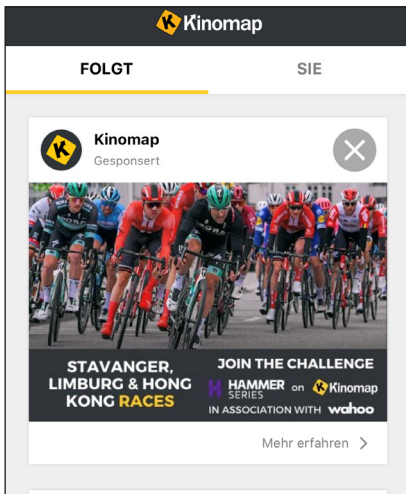 Kinomap
FOLGT
SIE
Kinomap
Gesponsert
STAVANGER,
LIMBURG & HONG
KONG RACES
JOIN THE CHALLENGE
HAMMER
SERIES
on Kinomap
IN ASSOCIATION WITH wahoo
Mehr erfahren